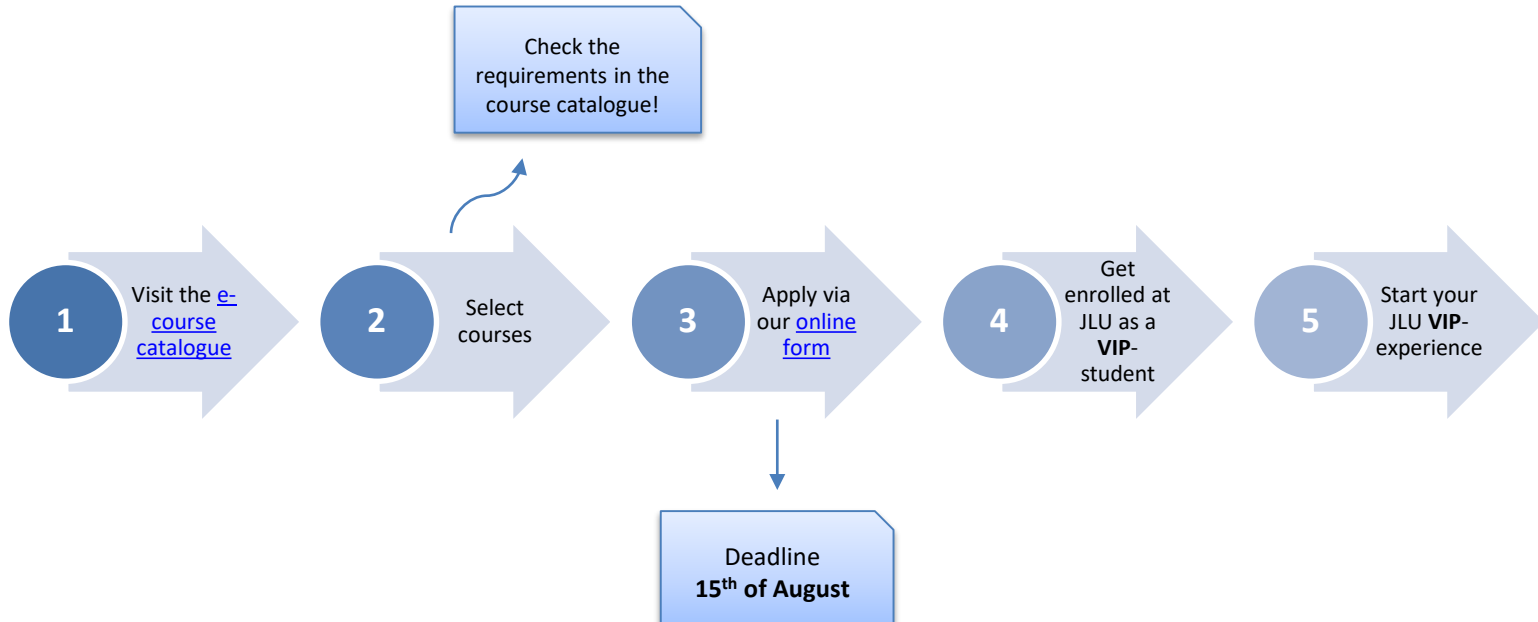 Check the
requirements in the
course catalogue!
1
Visit the e-
course
catalogue
2
Select
courses
3
Apply via
our online
form
4
Get
enrolled at
JLU as a
VIP-
student
5
Start your
JLU VIP-
experience
Deadline
15th of August